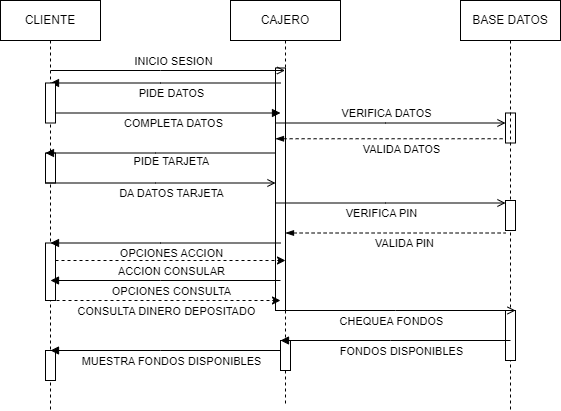 CLIENTE
CAJERO
BASE DATOS
INICIO SESION
PIDE DATOS
VERIFICA DATOS
COMPLETA DATOS
VALIDA DATOS
PIDE TARJETA
DA DATOS TARJETA
VERIFICA PIN
VALIDA PIN
OPCIONES ACCION
ACCION CONSULAR
OPCIONES CONSULTA
CONSULTA DINERO DEPOSITADO
CHEQUEA FONDOS
FONDOS DISPONIBLES
MUESTRA FONDOS DISPONIBLES